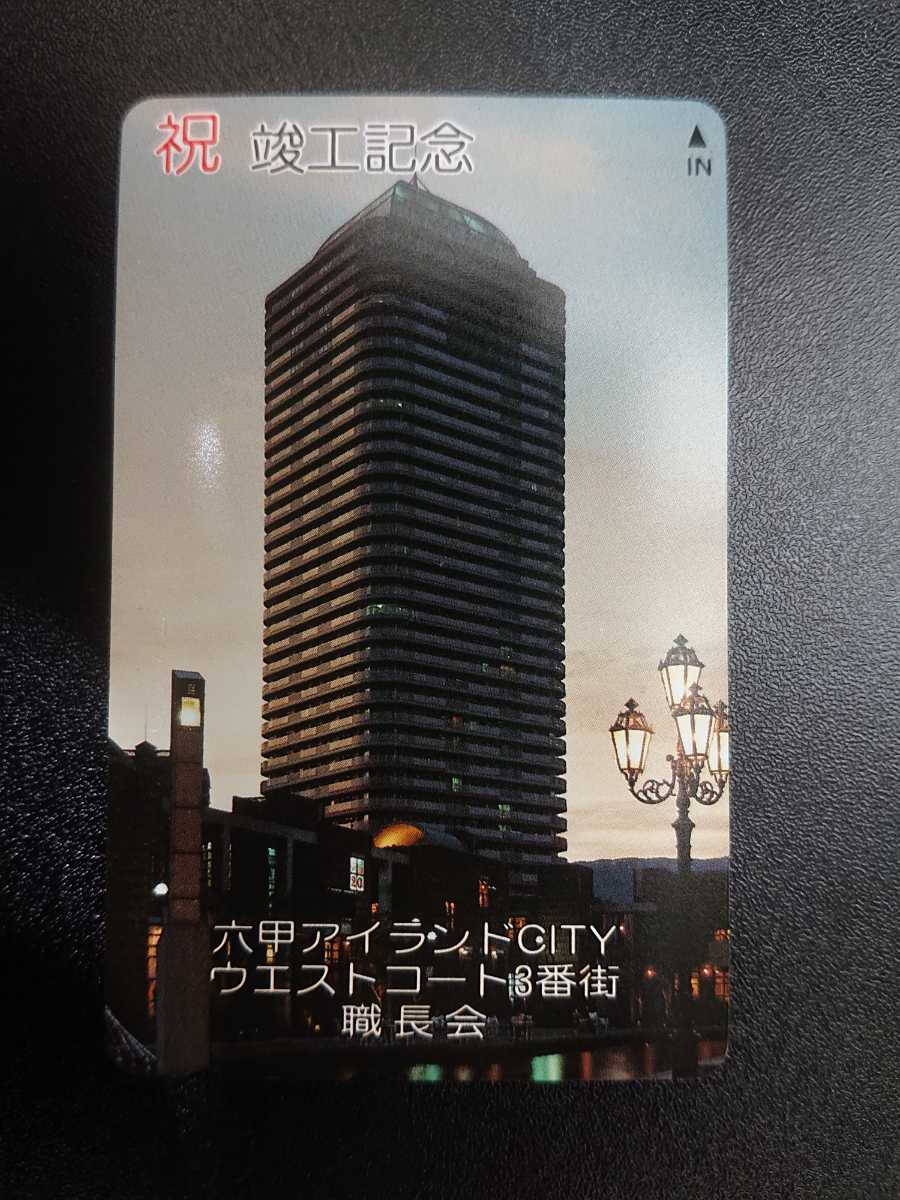 祝 竣工記念
▲
IN
六甲アイランドCITY
ウエストコート3番街
職長会